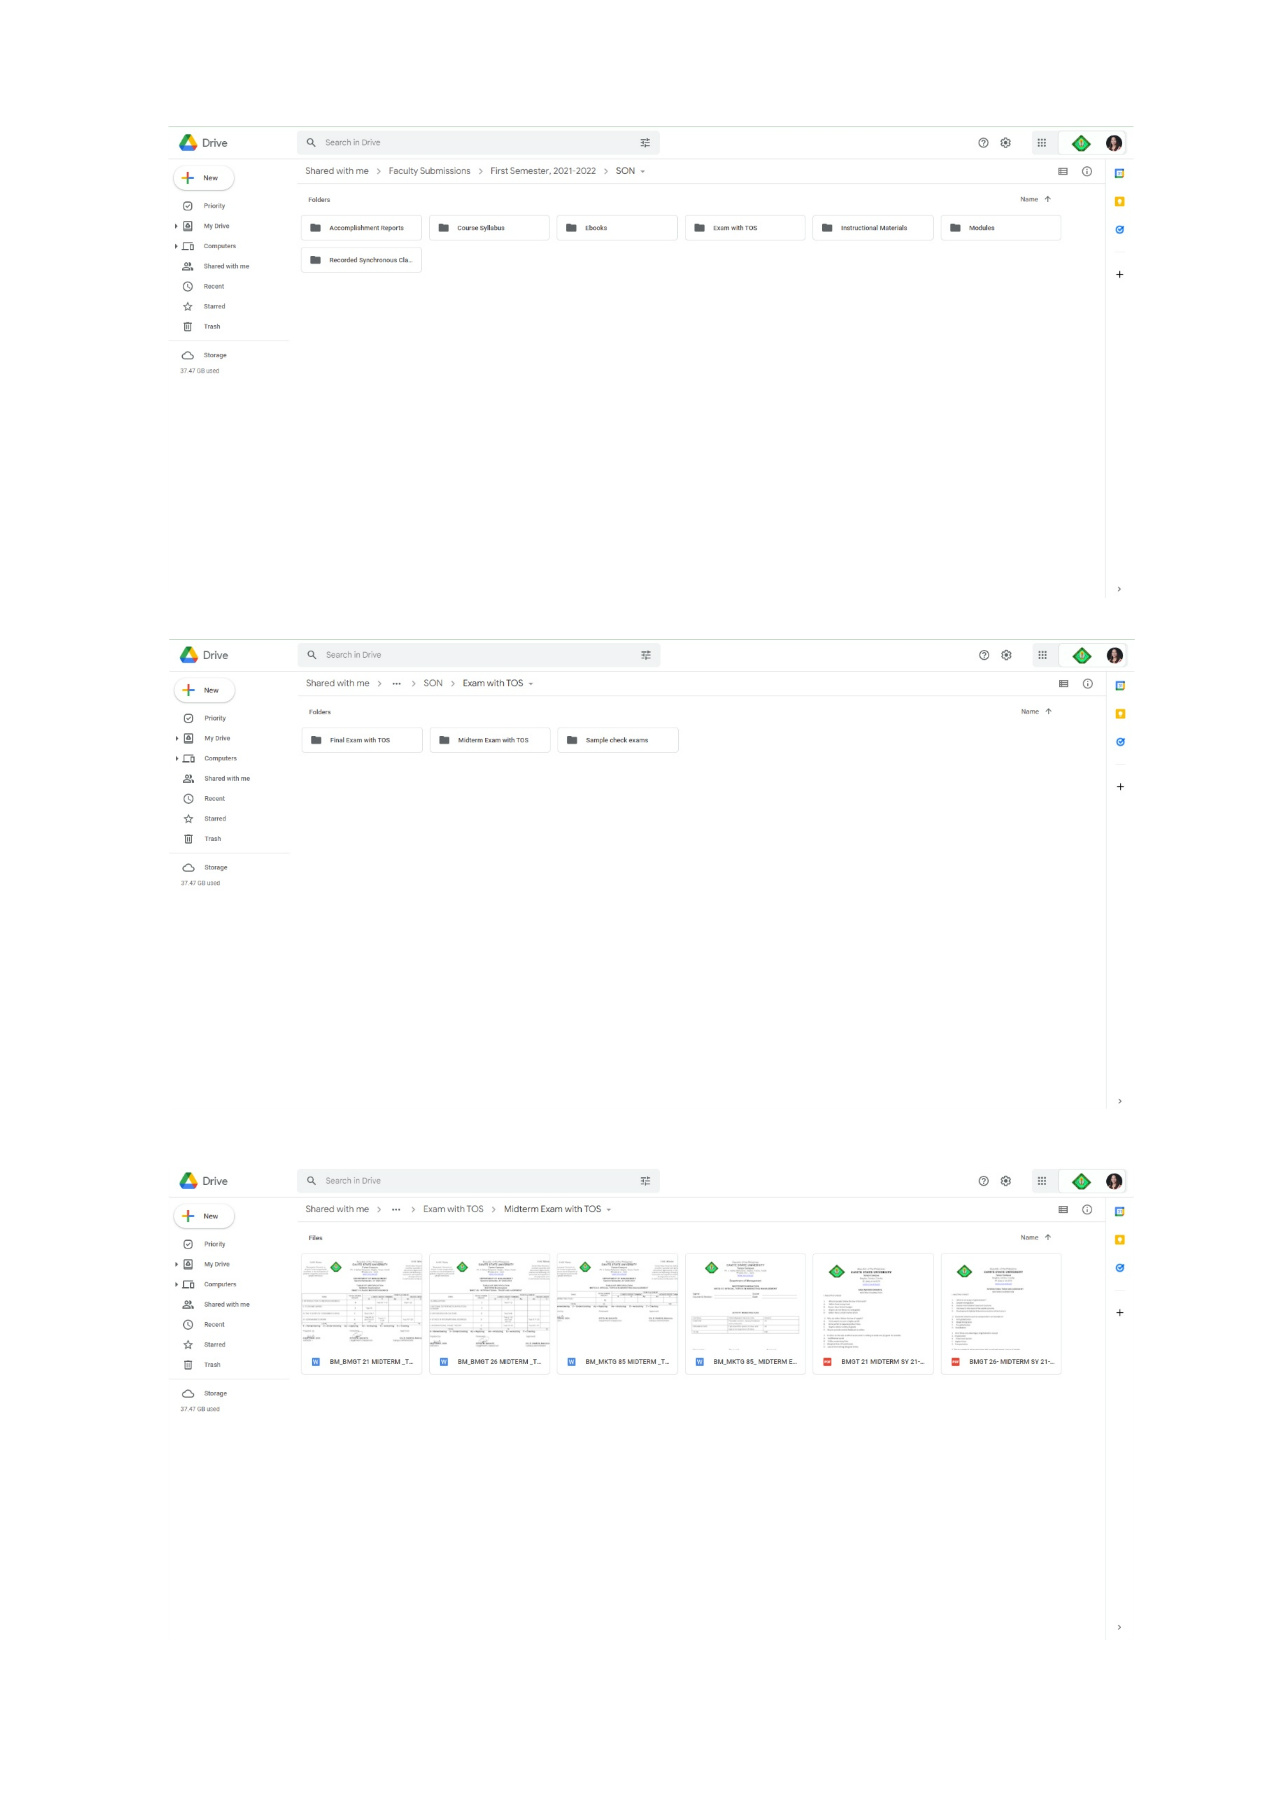 Drive
Search in Drive
New
Shared with me > Faculty Submissions > First Semester, 2021-2022 > SON
Priority
My Drive
Computers
Shared with me
Recent
Starred
Trash
Storage
37.47 GB used
Folders
Name
Accomplishment Reports
Course Syllabus
Ebooks
Exam with TOS
Instructional Materials
Modules
Recorded Synchronous Cla...
Drive
Search in Drive
New
Shared with me > ... > SON > Exam with TOS
Priority
My Drive
Computers
Shared with me
Recent
Starred
Trash
Storage
37.47 GB used
Folders
Name
Final Exam with TOS
Midterm Exam with TOS
Sample check exams
Drive
Search in Drive
New
Shared with me > ... > Exam with TOS > Midterm Exam with TOS
Priority
My Drive
Computers
Shared with me
Recent
Starred
Trash
Storage
37.47 GB used
Files
Name
BM_BMGT 21 MIDTERM _T...
BM_BMGT 26 MIDTERM _T...
BM_MKTG 85 MIDTERM _T...
BM_MKTG 85_ MIDTERM E...
BMGT 21 MIDTERM SY 21-...
BMGT 26- MIDTERM SY 21-...